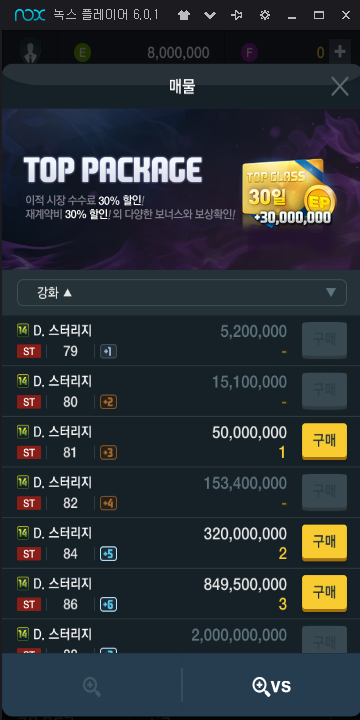 nox 녹스 플레이어 6.0.1
E 8,000,000 F 0 +
매물
TOP PACKAGE
이적 시장 수수료 30% 할인!
재계약비 30% 할인! 외 다양한 보너스와 보상확인!
TOP CLASS
30일
EP
+30,000,000
강화 ▲
14 D. 스터리지 5,200,000 구매
ST 79 +1 -
14 D. 스터리지 15,100,000 구매
ST 80 +2 -
14 D. 스터리지 50,000,000 구매
ST 81 +3 1
14 D. 스터리지 153,400,000 구매
ST 82 +4 -
14 D. 스터리지 320,000,000 구매
ST 84 +5 2
14 D. 스터리지 849,500,000 구매
ST 86 +6 3
14 D. 스터리지 2,000,000,000 구매
VS